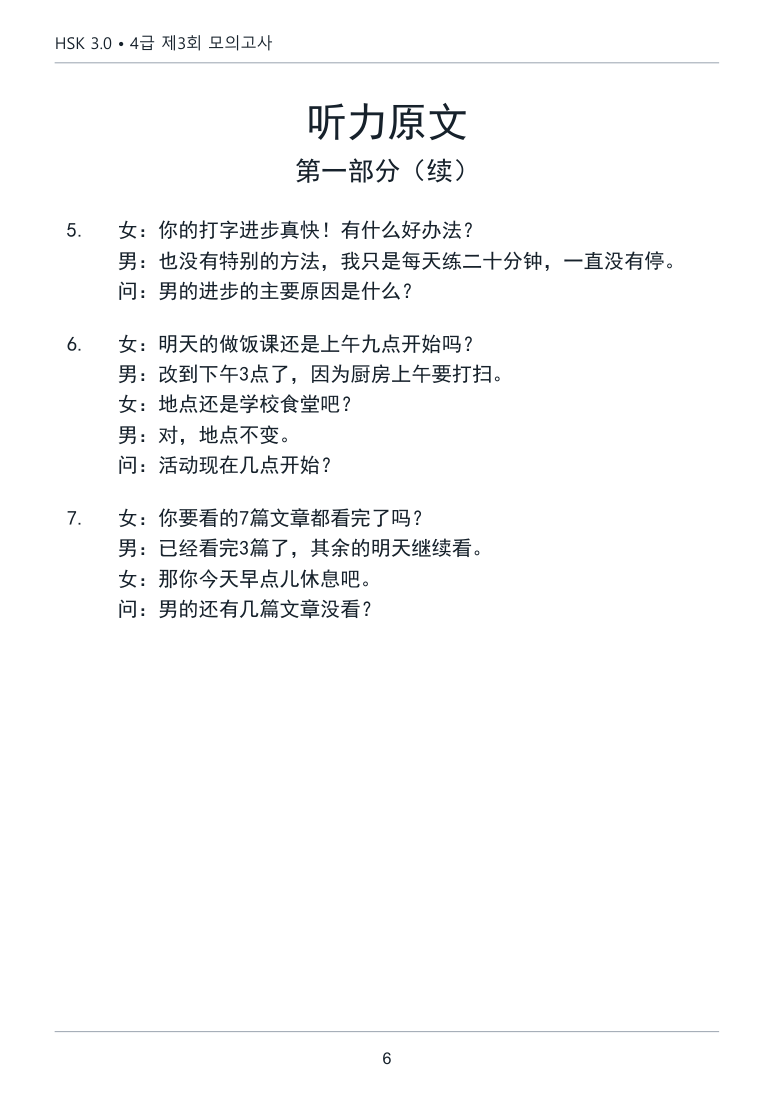 HSK 3.0 • 4급 제3회 모의고사
听力原文
第一部分（续）
5. 女：你的打字进步真快！有什么好办法？
男：也没有特别的方法，我只是每天练二十分钟，一直没有停。
问：男的进步的主要原因是什么？
6. 女：明天的做饭课还是上午九点开始吗？
男：改到下午3点了，因为厨房上午要打扫。
女：地点还是学校食堂吧？
男：对，地点不变。
问：活动现在几点开始？
7. 女：你要看的7篇文章都看完了吗？
男：已经看完3篇了，其余的明天继续看。
女：那你今天早点儿休息吧。
问：男的还有几篇文章没看？
6